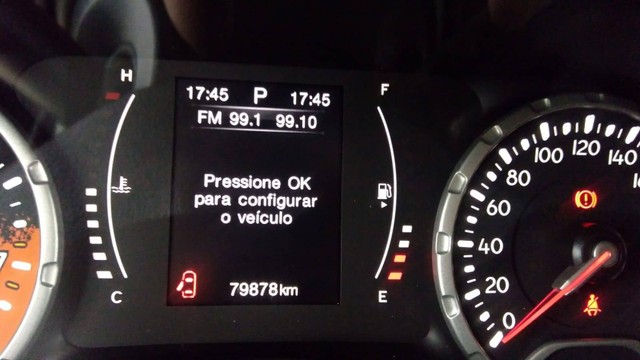 H
F
17:45 P 17:45
FM 99.1 99.10
Pressione OK
para configurar
o veículo
79878km
C
E
0
20
40
60
80
100
120
140